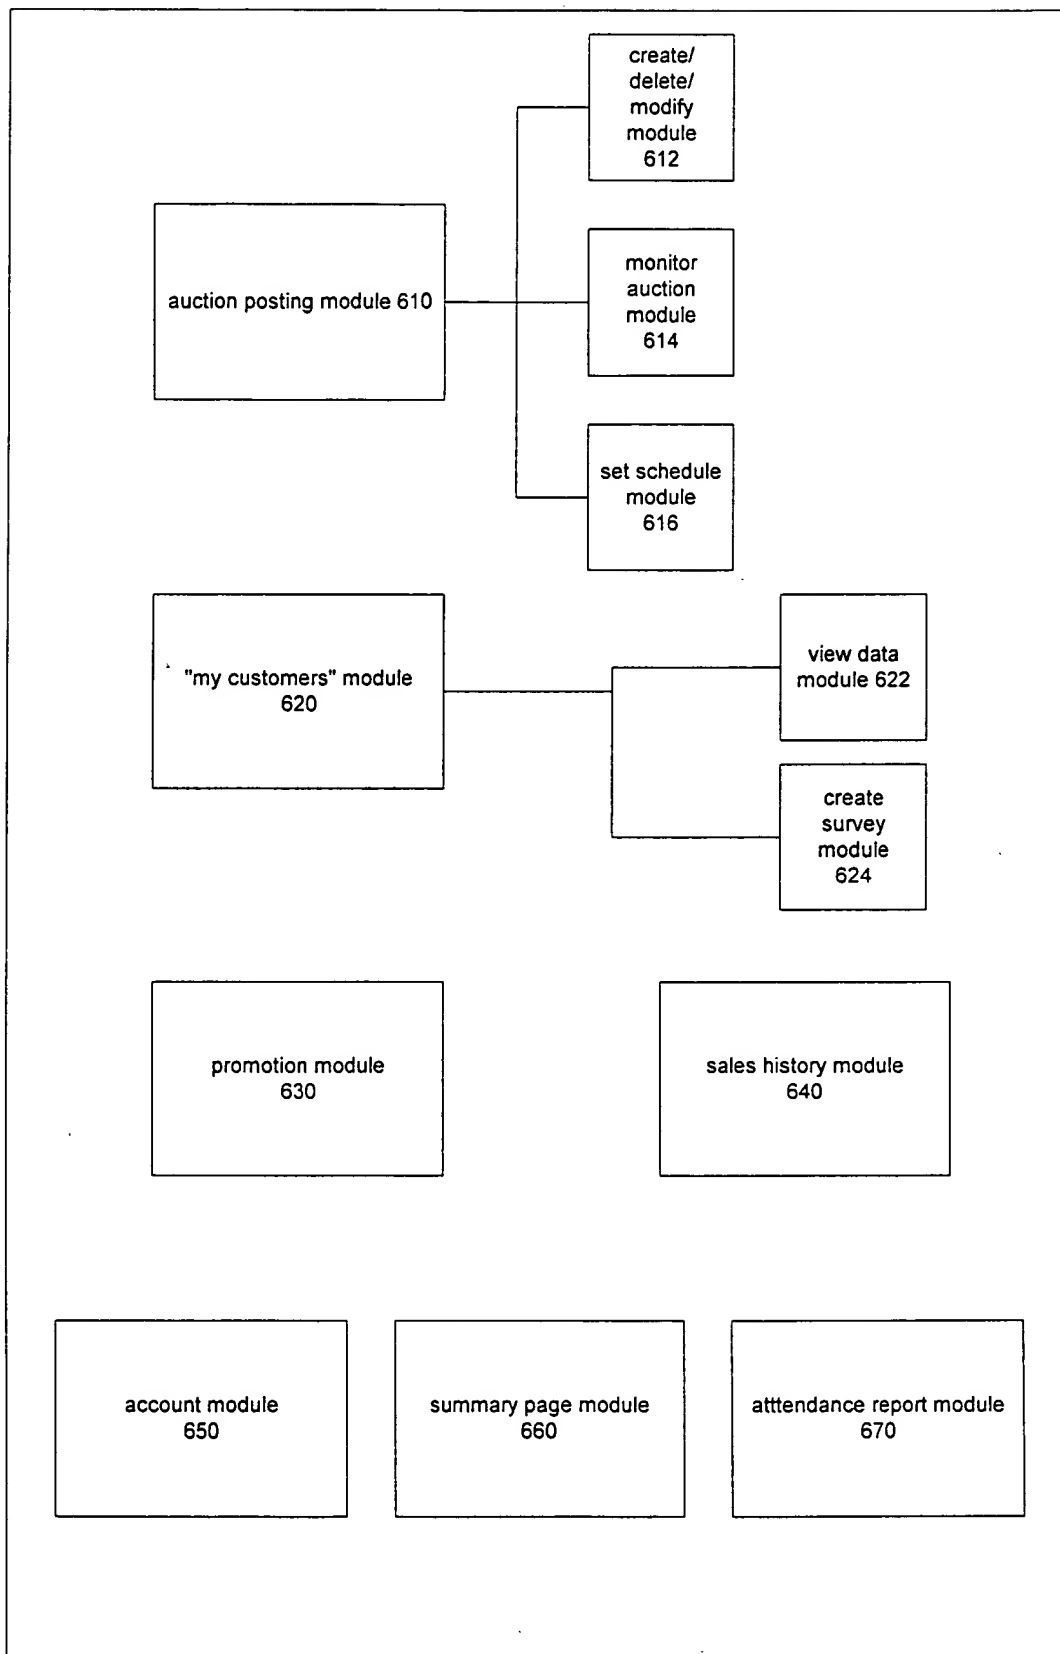 create/
delete/
modify
module
612
auction posting module 610
monitor
auction
module
614
set schedule
module
616
"my customers" module
620
view data
module 622
create
survey
module
624
promotion module
630
sales history module
640
account module
650
summary page module
660
atttendance report module
670